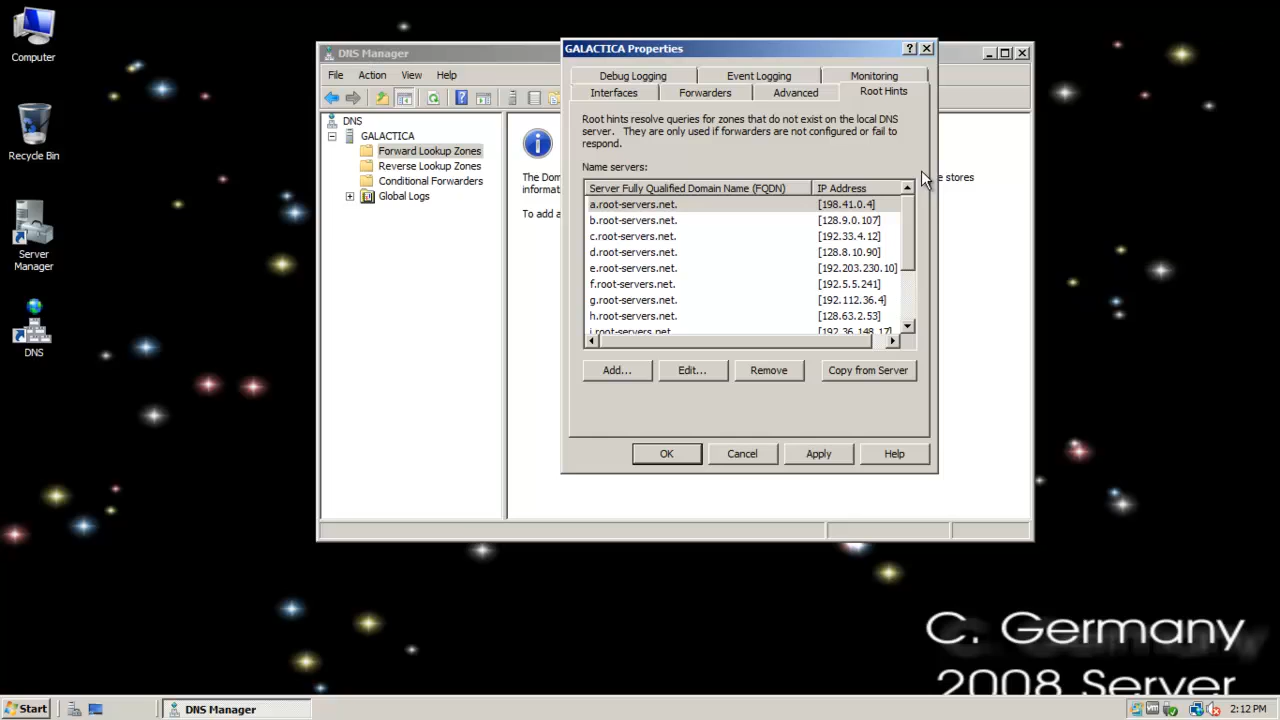 Computer
Recycle Bin
Server
Manager
DNS
DNS Manager
File Action View Help
DNS
GALACTICA
Forward Lookup Zones
Reverse Lookup Zones
Conditional Forwarders
Global Logs
The Dom
informat
To add a
stores
GALACTICA Properties
Debug Logging Event Logging Monitoring
Interfaces Forwarders Advanced Root Hints
Root hints resolve queries for zones that do not exist on the local DNS
server. They are only used if forwarders are not configured or fail to
respond.
Name servers:
Server Fully Qualified Domain Name (FQDN) IP Address
a.root-servers.net. [198.41.0.4]
b.root-servers.net. [128.9.0.107]
c.root-servers.net. [192.33.4.12]
d.root-servers.net. [128.8.10.90]
e.root-servers.net. [192.203.230.10]
f.root-servers.net. [192.5.5.241]
g.root-servers.net. [192.112.36.4]
h.root-servers.net. [128.63.2.53]
i.root-servers.net. [192.36.148.17]
Add... Edit... Remove Copy from Server
OK Cancel Apply Help
C. Germany
2008 Server
Start DNS Manager 2:12 PM